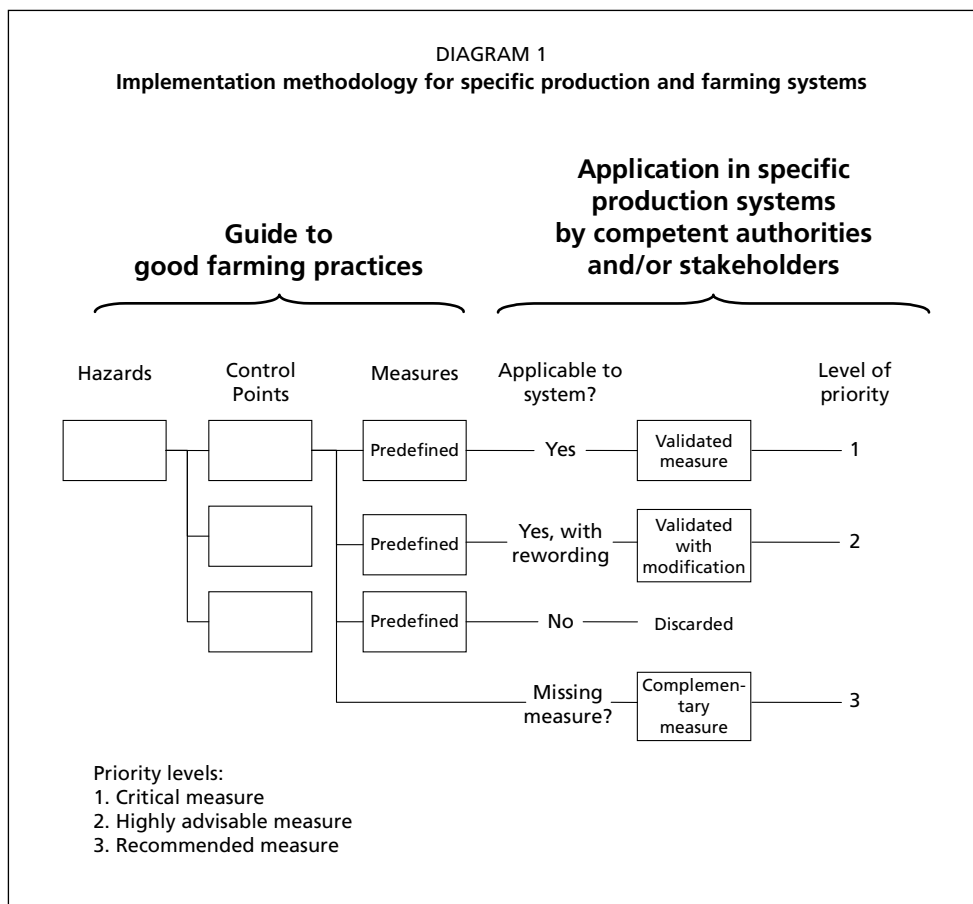 DIAGRAM 1
Implementation methodology for specific production and farming systems
Guide to
good farming practices
Application in specific
production systems
by competent authorities
and/or stakeholders
Hazards
Control
Points
Measures
Applicable to
system?
Level of
priority
Predefined
Yes
Validated
measure
1
Predefined
Yes, with
rewording
Validated
with
modification
2
Predefined
No
Discarded
Missing
measure?
Complemen-
tary
measure
3
Priority levels:
1. Critical measure
2. Highly advisable measure
3. Recommended measure